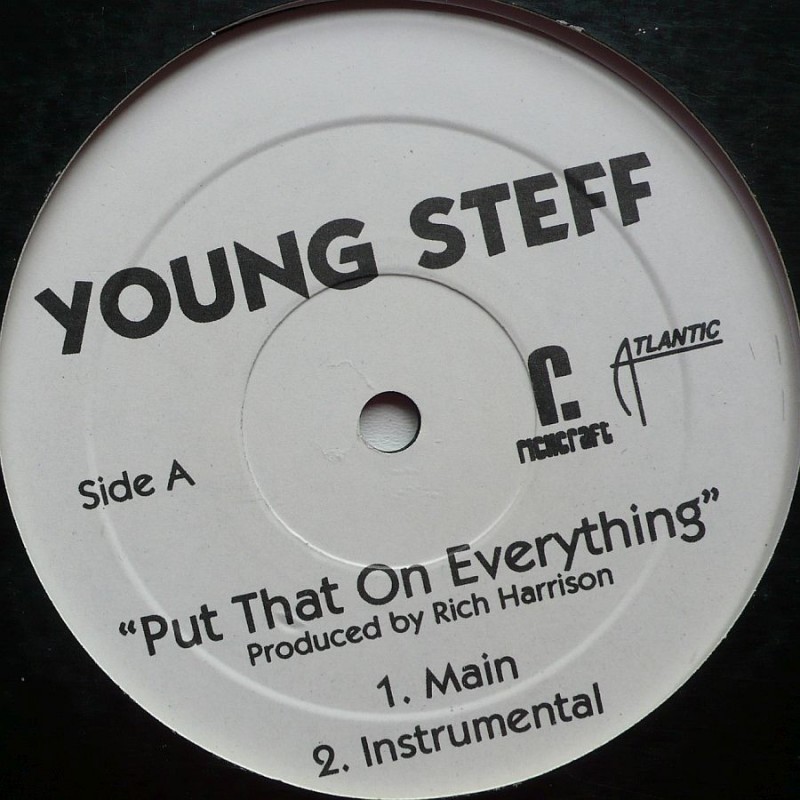 YOUNG STEFF
r.
richcraft
ATLANTIC
Side A
“Put That On Everything”
Produced by Rich Harrison
1. Main
2. Instrumental